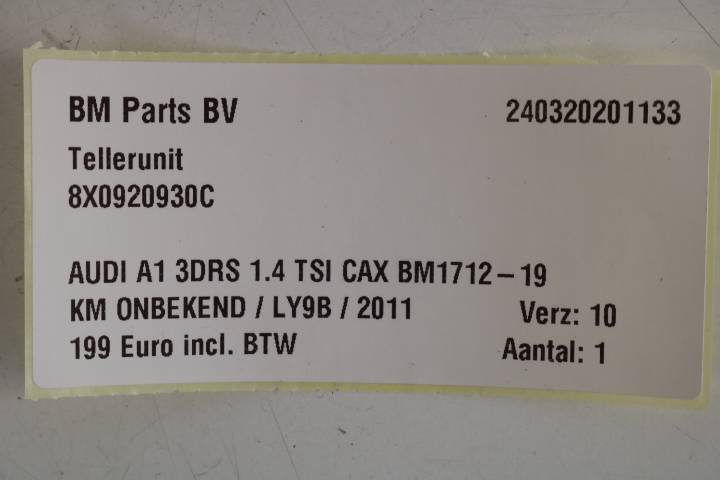 BM Parts BV 240320201133
Tellerunit
8X0920930C
AUDI A1 3DRS 1.4 TSI CAX BM1712-19
KM ONBEKEND / LY9B / 2011 Verz: 10
199 Euro incl. BTW Aantal: 1